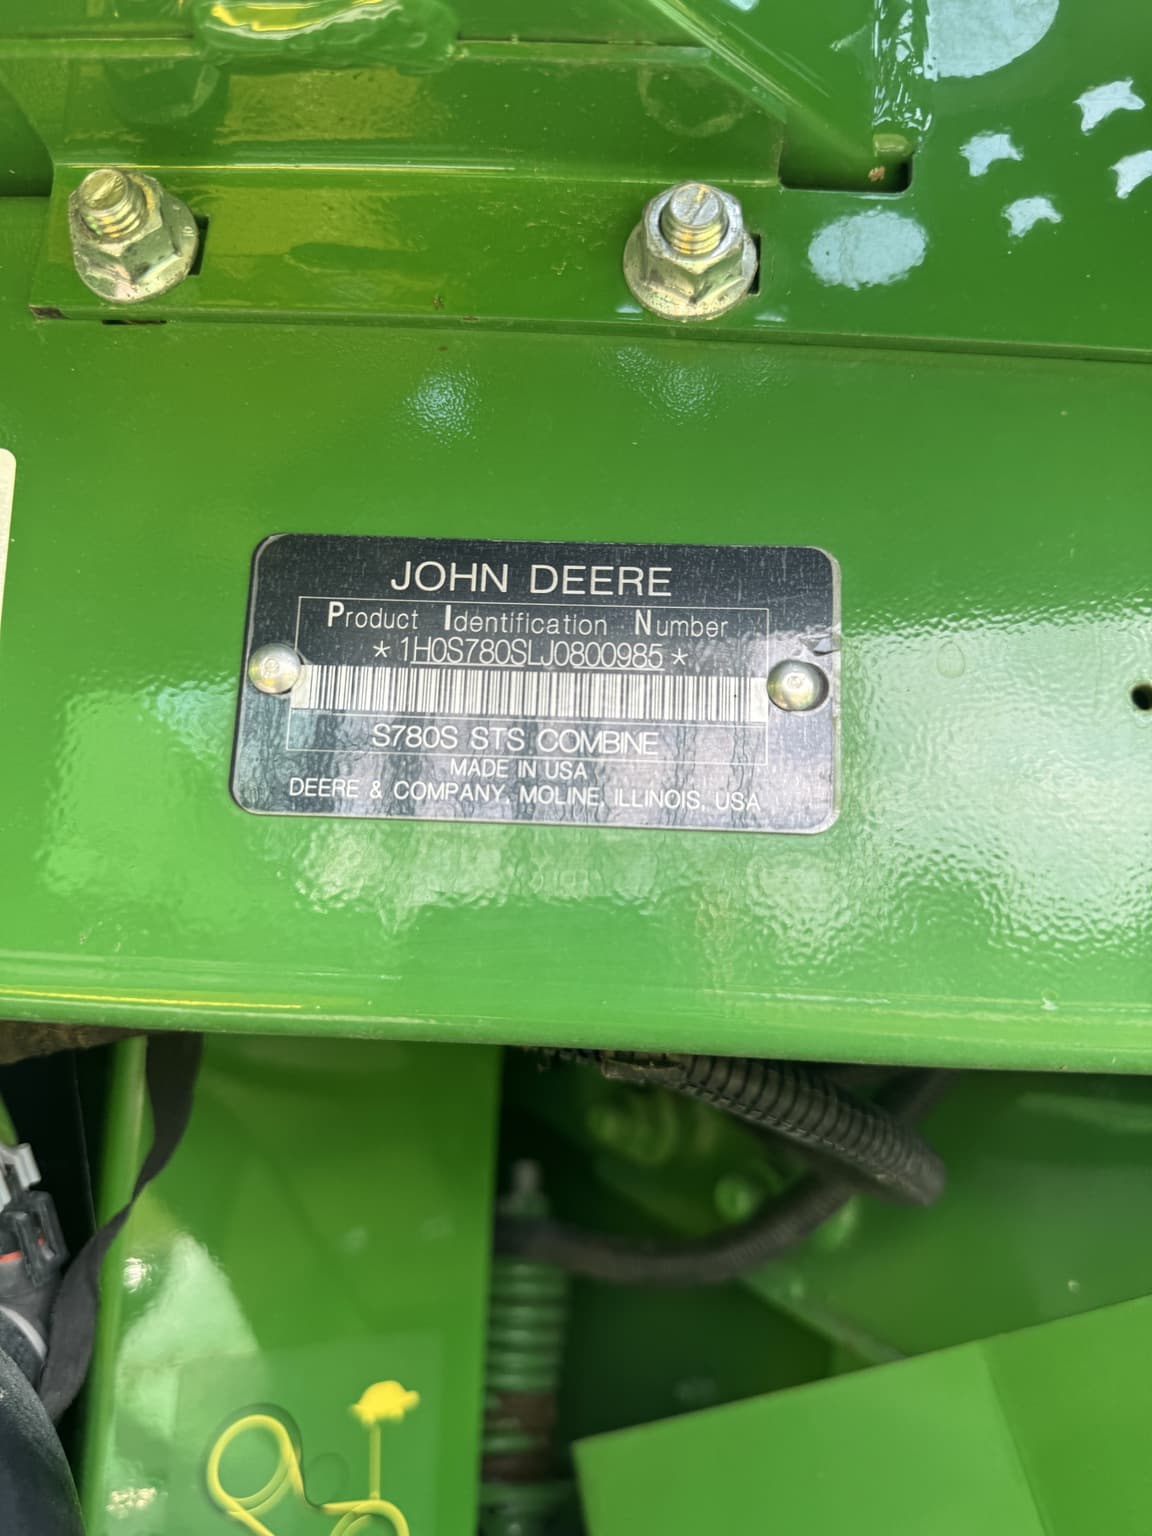 JOHN DEERE
Product Identification Number
*1H0S780SLJ0800985*
S780S STS COMBINE
MADE IN USA
DEERE & COMPANY, MOLINE, ILLINOIS, USA